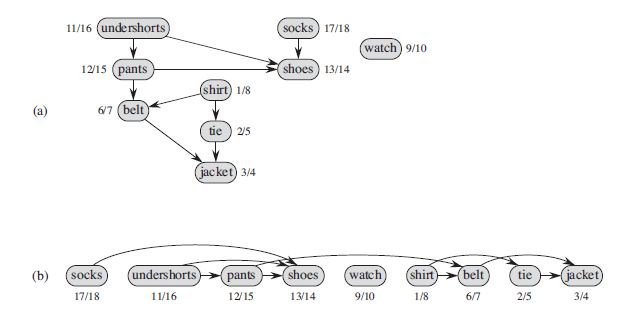 11/16 undershorts socks 17/18
watch 9/10
12/15 pants shoes 13/14
shirt 1/8
(a) 6/7 belt
tie 2/5
jacket 3/4
(b) socks undershorts pants shoes watch shirt belt tie jacket
17/18 11/16 12/15 13/14 9/10 1/8 6/7 2/5 3/4